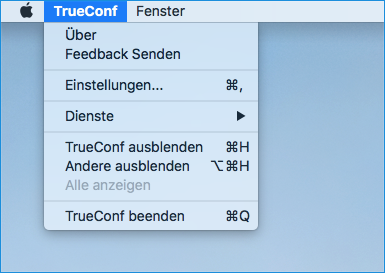 TrueConf Fenster
Über
Feedback Senden
Einstellungen... ⌘,
Dienste ▶
TrueConf ausblenden ⌘H
Andere ausblenden ⌥⌘H
Alle anzeigen
TrueConf beenden ⌘Q